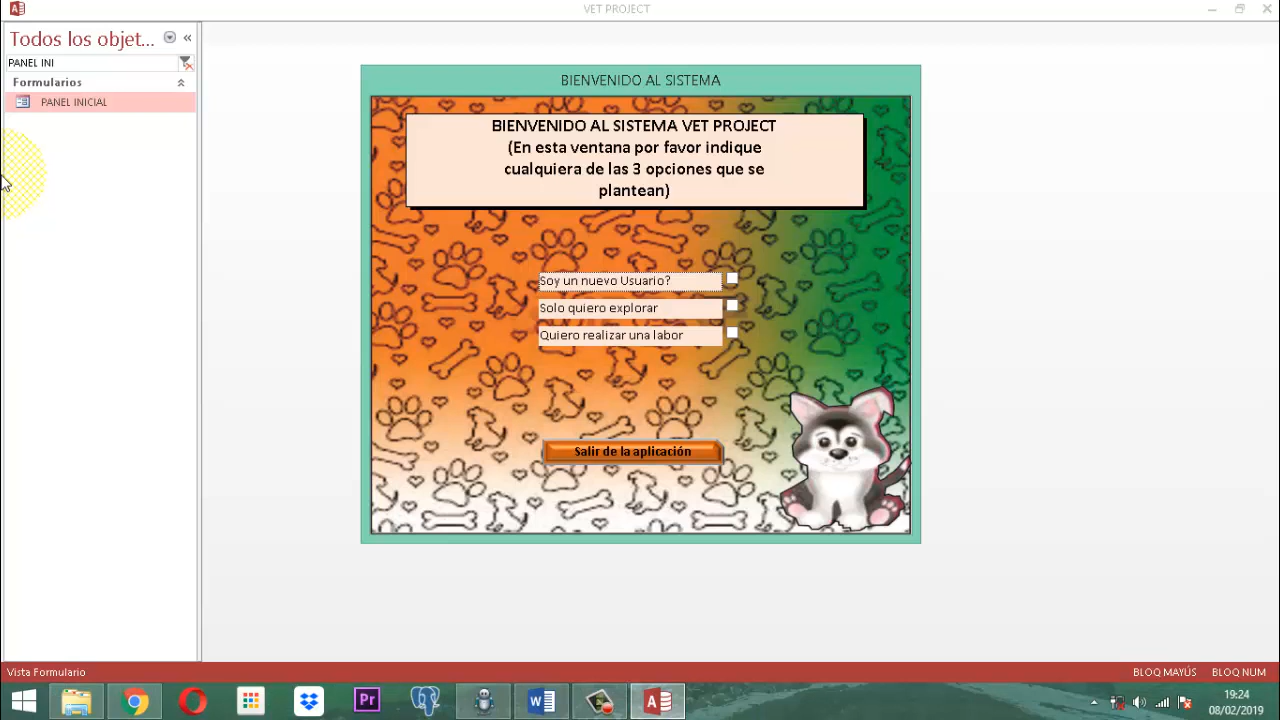 VET PROJECT
Todos los objet...
PANEL INI
Formularios
PANEL INICIAL
BIENVENIDO AL SISTEMA
BIENVENIDO AL SISTEMA VET PROJECT
(En esta ventana por favor indique
cualquiera de las 3 opciones que se
plantean)
Soy un nuevo Usuario?
Solo quiero explorar
Quiero realizar una labor
Salir de la aplicación
Vista Formulario
BLOQ MAYÚS BLOQ NUM
Pr
19:24
08/02/2019